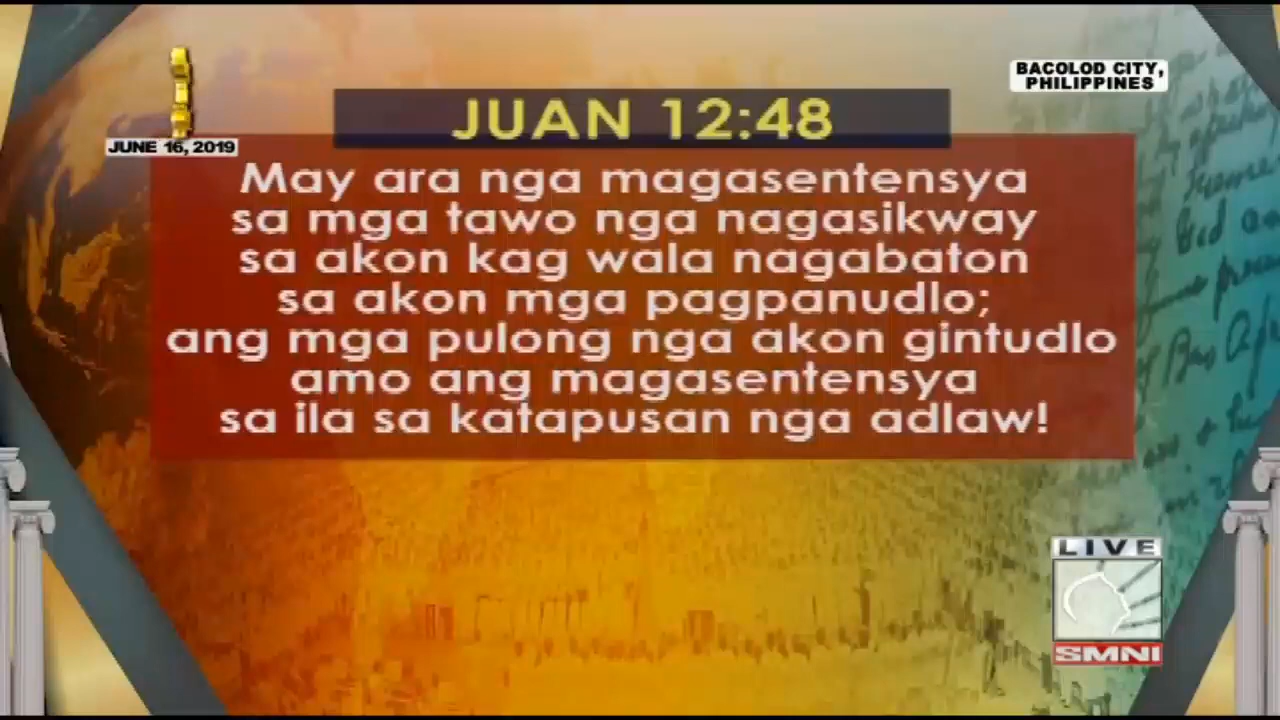 BACOLOD CITY,
PHILIPPINES
JUNE 16, 2019
JUAN 12:48
May ara nga magasentensya
sa mga tawo nga nagasikway
sa akon kag wala nagabaton
sa akon mga pagpanudlo;
ang mga pulong nga akon gintudlo
amo ang magasentensya
sa ila sa katapusan nga adlaw!
LIVE
SMNI